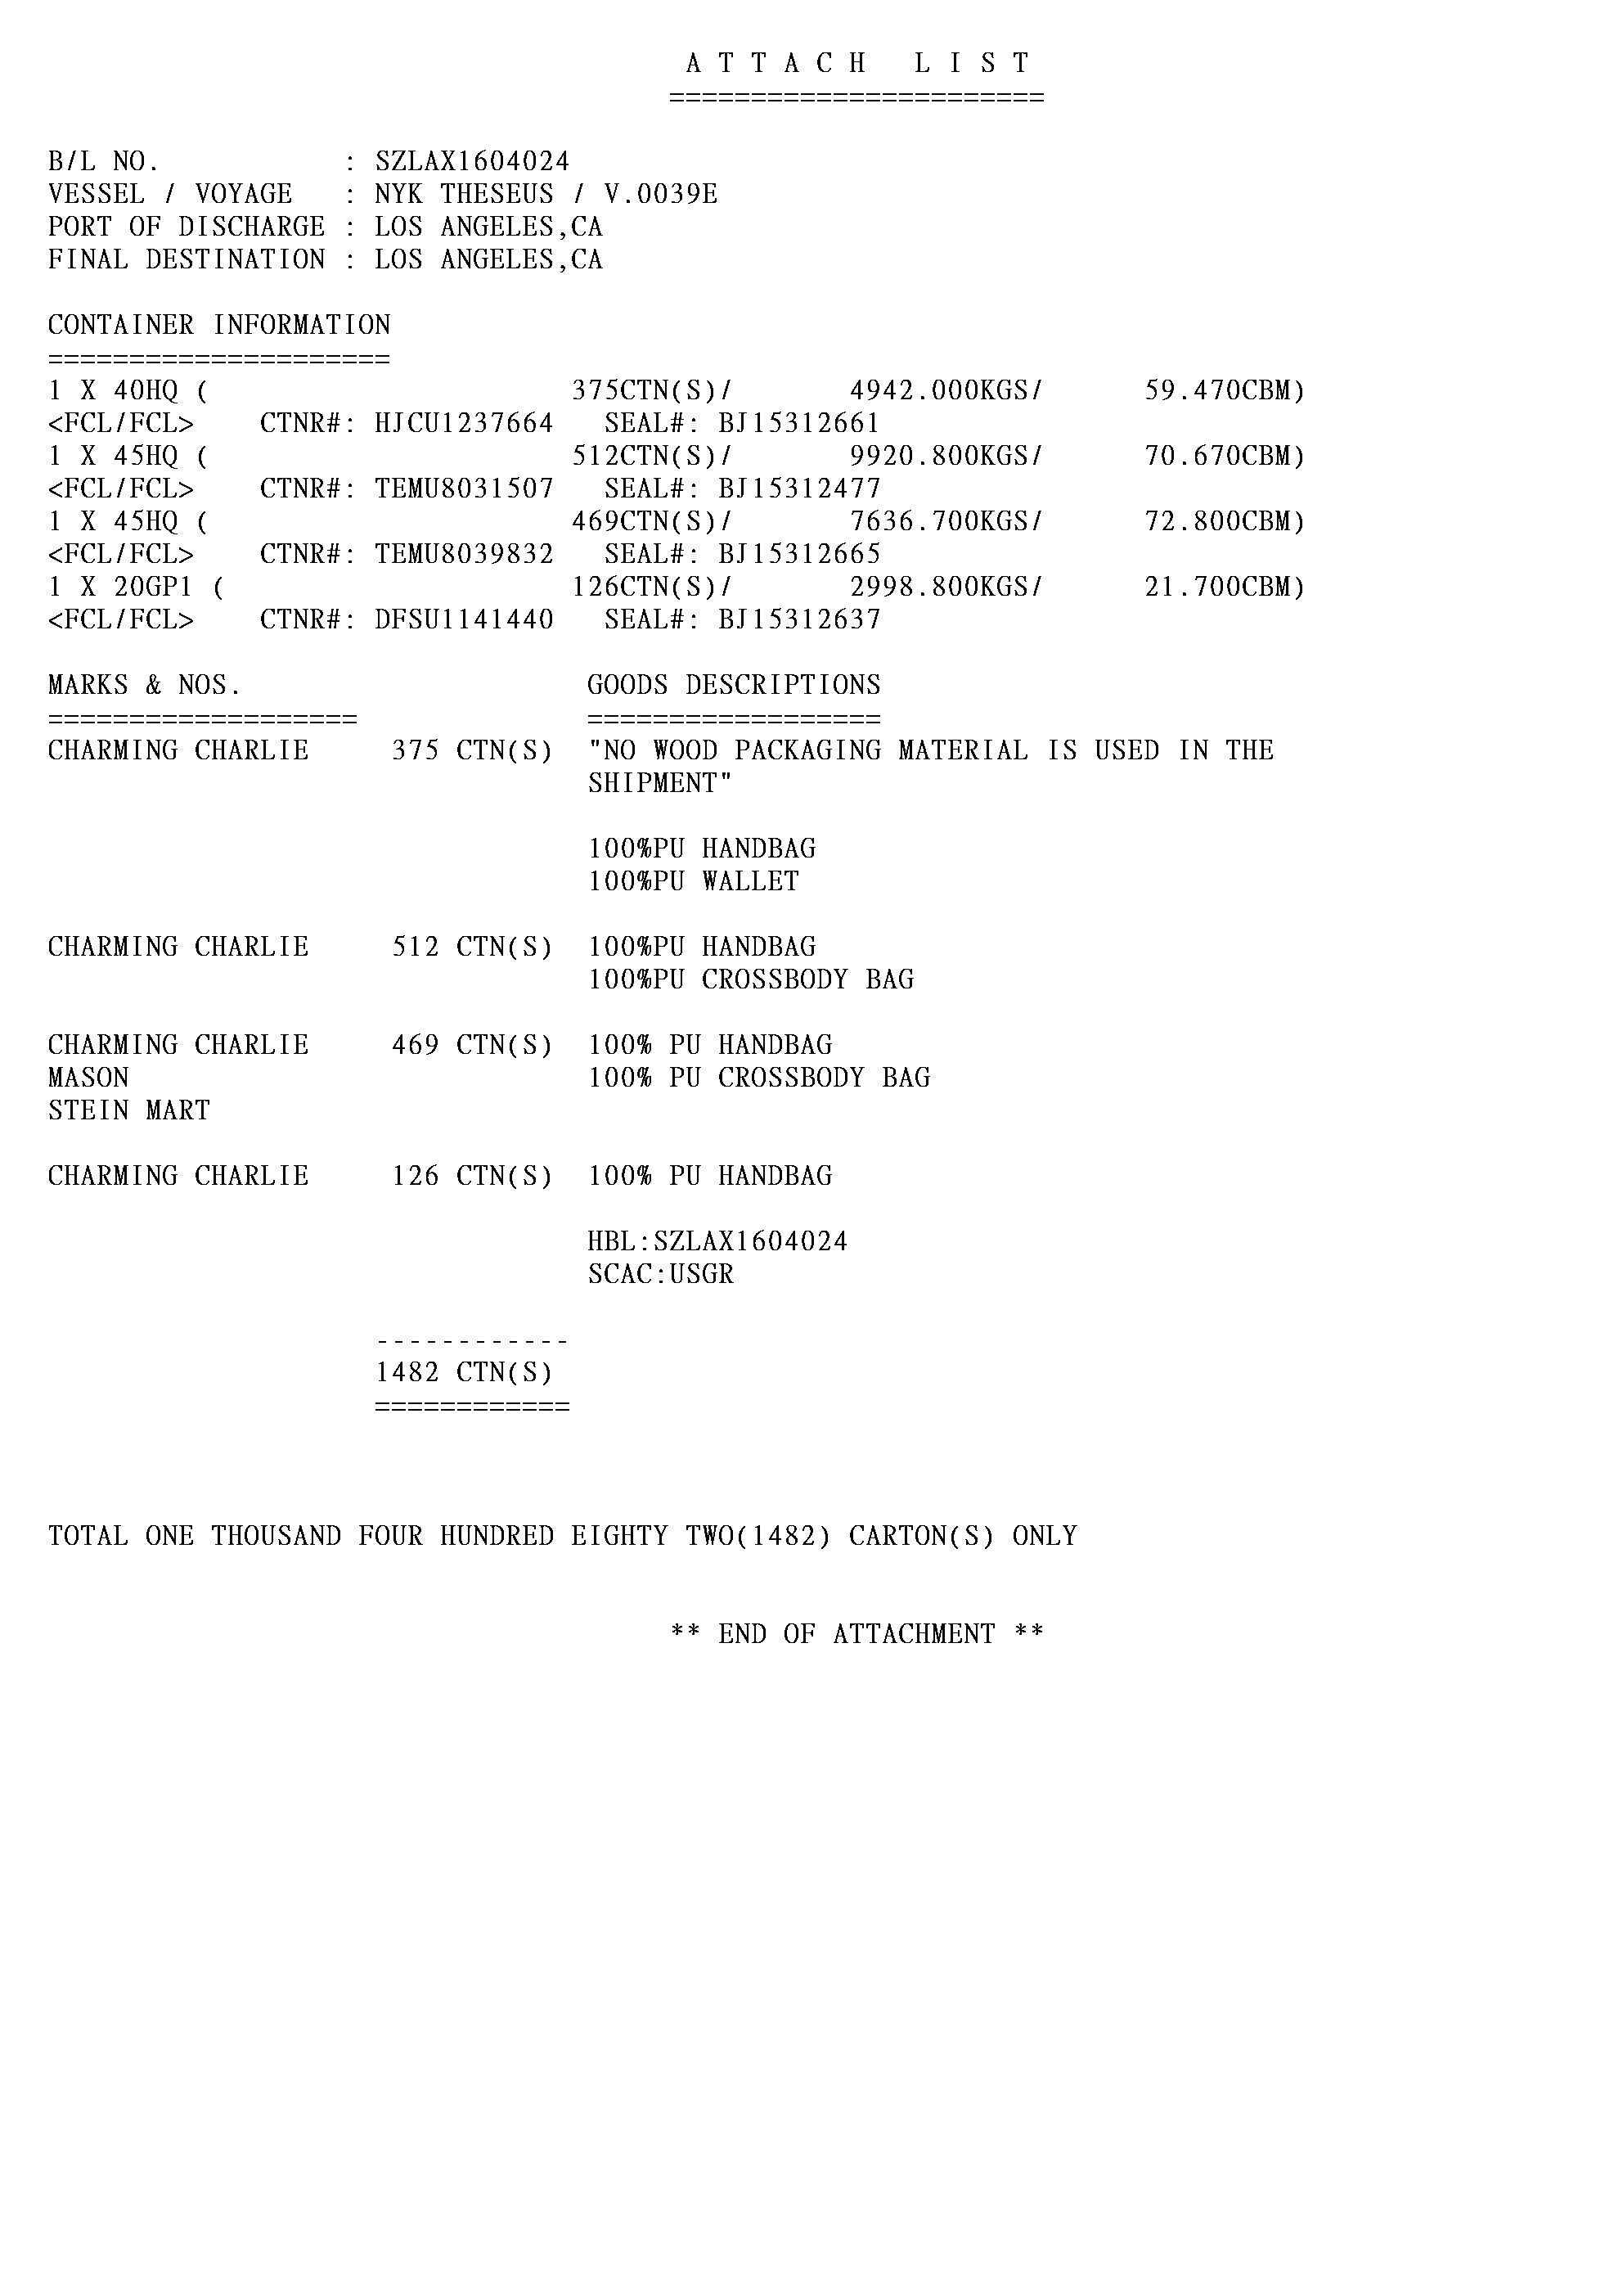 A T T A C H   L I S T
=======================
B/L NO. : SZLAX1604024
VESSEL / VOYAGE : NYK THESEUS / V.0039E
PORT OF DISCHARGE : LOS ANGELES,CA
FINAL DESTINATION : LOS ANGELES,CA
CONTAINER INFORMATION
=====================
1 X 40HQ ( 375CTN(S)/ 4942.000KGS/ 59.470CBM)
<FCL/FCL> CTNR#: HJCU1237664 SEAL#: BJ15312661
1 X 45HQ ( 512CTN(S)/ 9920.800KGS/ 70.670CBM)
<FCL/FCL> CTNR#: TEMU8031507 SEAL#: BJ15312477
1 X 45HQ ( 469CTN(S)/ 7636.700KGS/ 72.800CBM)
<FCL/FCL> CTNR#: TEMU8039832 SEAL#: BJ15312665
1 X 20GP1 ( 126CTN(S)/ 2998.800KGS/ 21.700CBM)
<FCL/FCL> CTNR#: DFSU1141440 SEAL#: BJ15312637
MARKS & NOS. GOODS DESCRIPTIONS
=================== ==================
CHARMING CHARLIE 375 CTN(S) "NO WOOD PACKAGING MATERIAL IS USED IN THE
SHIPMENT"
100%PU HANDBAG
100%PU WALLET
CHARMING CHARLIE 512 CTN(S) 100%PU HANDBAG
100%PU CROSSBODY BAG
CHARMING CHARLIE 469 CTN(S) 100% PU HANDBAG
MASON 100% PU CROSSBODY BAG
STEIN MART
CHARMING CHARLIE 126 CTN(S) 100% PU HANDBAG
HBL:SZLAX1604024
SCAC:USGR
------------
1482 CTN(S)
============
TOTAL ONE THOUSAND FOUR HUNDRED EIGHTY TWO(1482) CARTON(S) ONLY
** END OF ATTACHMENT **